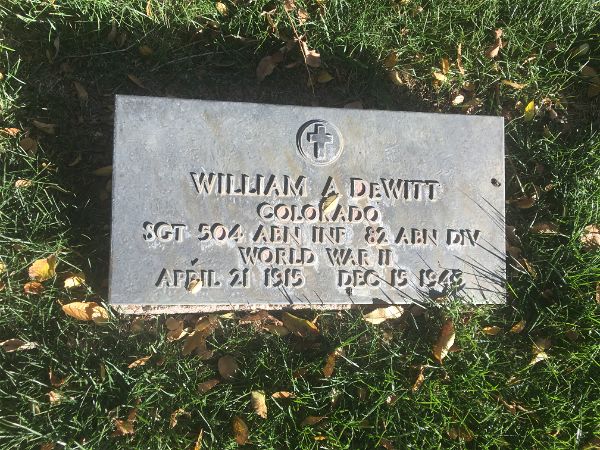 WILLIAM A DEWITT
COLORADO
SGT 504 ABN INF 82 ABN DIV
WORLD WAR II
APRIL 21 1915 DEC 15 1943